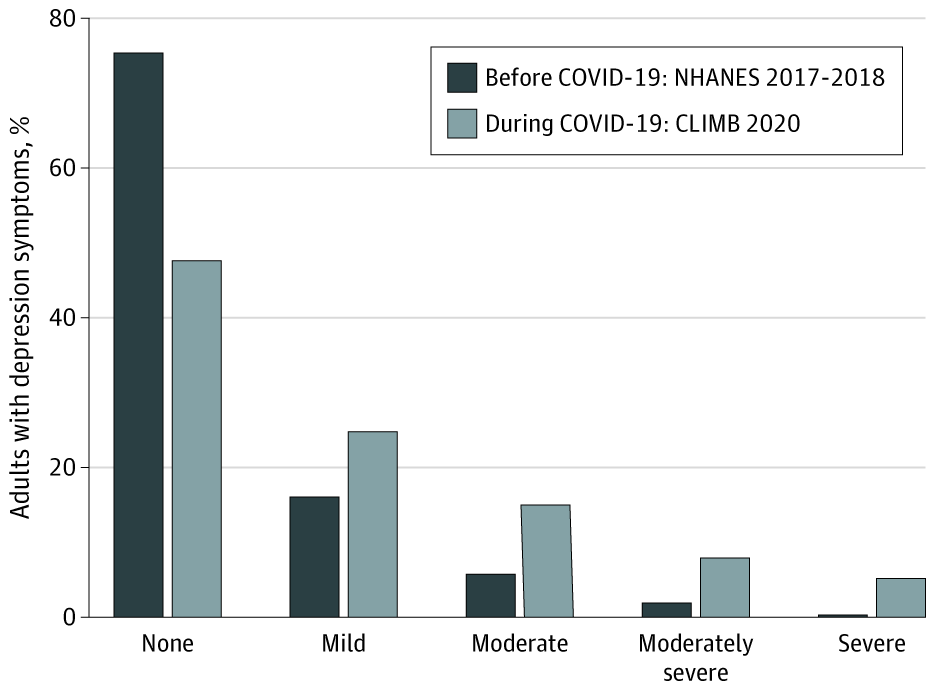 Adults with depression symptoms, %
80
60
40
20
0
Before COVID-19: NHANES 2017-2018
During COVID-19: CLIMB 2020
None
Mild
Moderate
Moderately
severe
Severe